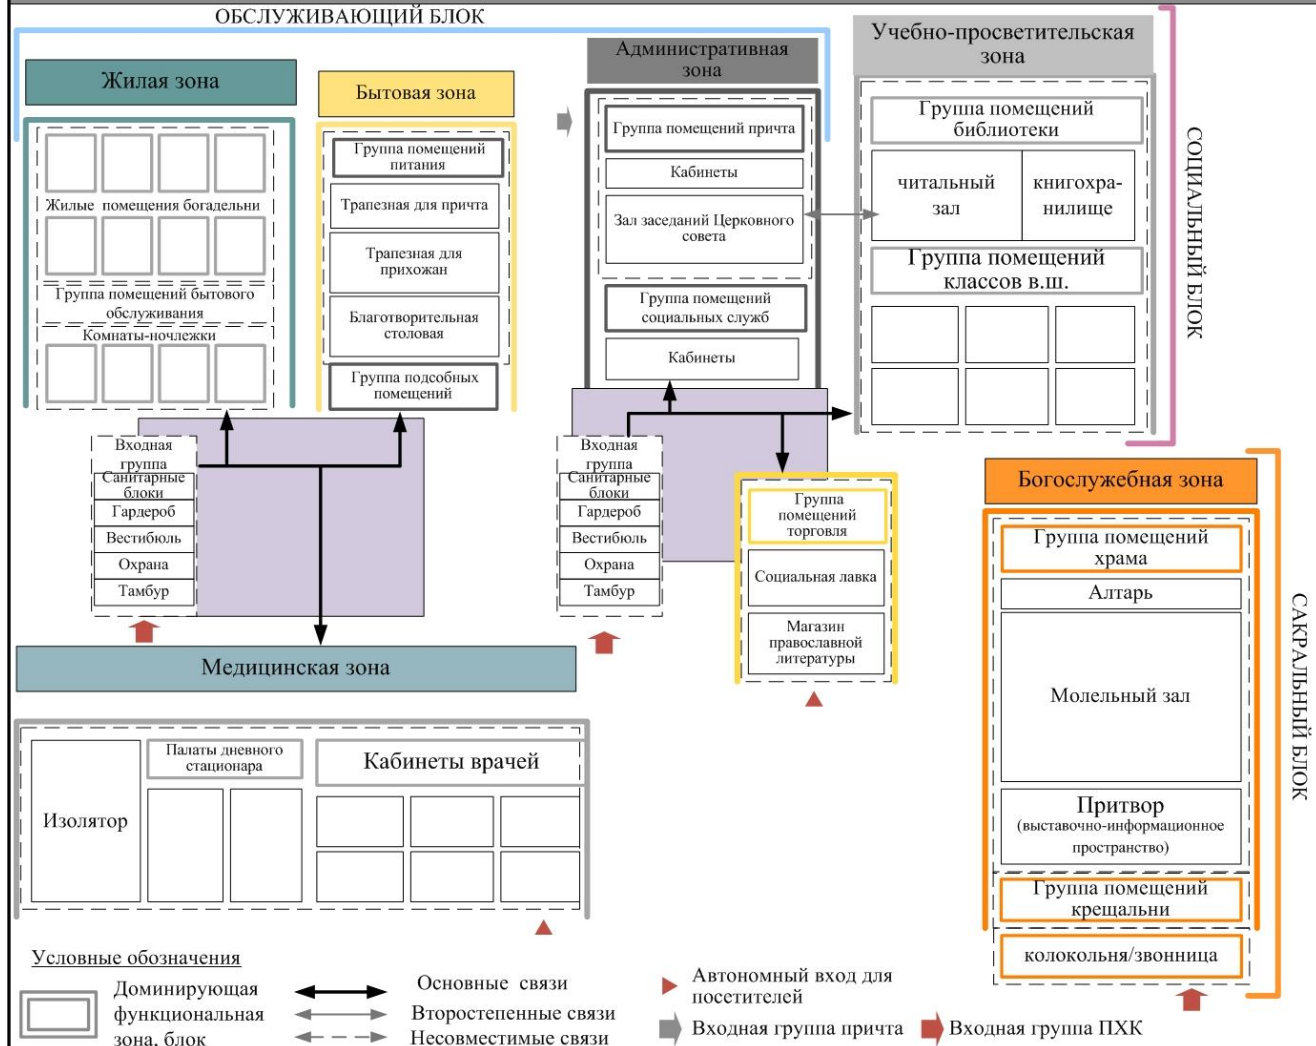 ОБСЛУЖИВАЮЩИЙ БЛОК
Жилая зона
Жилые помещения богадельни
Группа помещений бытового
обслуживания
Комнаты-ночлежки
Бытовая зона
Группа помещений
питания
Трапезная для причта
Трапезная для
прихожан
Благотворительная
столовая
Группа подсобных
помещений
Административная
зона
Группа помещений причта
Кабинеты
Зал заседаний Церковного
совета
Группа помещений
социальных служб
Кабинеты
Учебно-просветительская
зона
Группа помещений
библиотеки
читальный
зал
книгохра-
нилище
Группа помещений
классов в.ш.
СОЦИАЛЬНЫЙ БЛОК
Входная
группа
Санитарные
блоки
Гардероб
Вестибюль
Охрана
Тамбур
Входная
группа
Санитарные
блоки
Гардероб
Вестибюль
Охрана
Тамбур
Группа
помещений
торговля
Социальная лавка
Магазин
православной
литературы
Богослужебная зона
Группа помещений
храма
Алтарь
Молельный зал
Притвор
(выставочно-информационное
пространство)
Группа помещений
крещальни
колокольня/звонница
САКРАЛЬНЫЙ БЛОК
Медицинская зона
Изолятор
Палаты дневного
стационара
Кабинеты врачей
Условные обозначения
Доминирующая
функциональная
зона, блок
Основные связи
Второстепенные связи
Несовместимые связи
Автономный вход для
посетителей
Входная группа причта
Входная группа ПХК